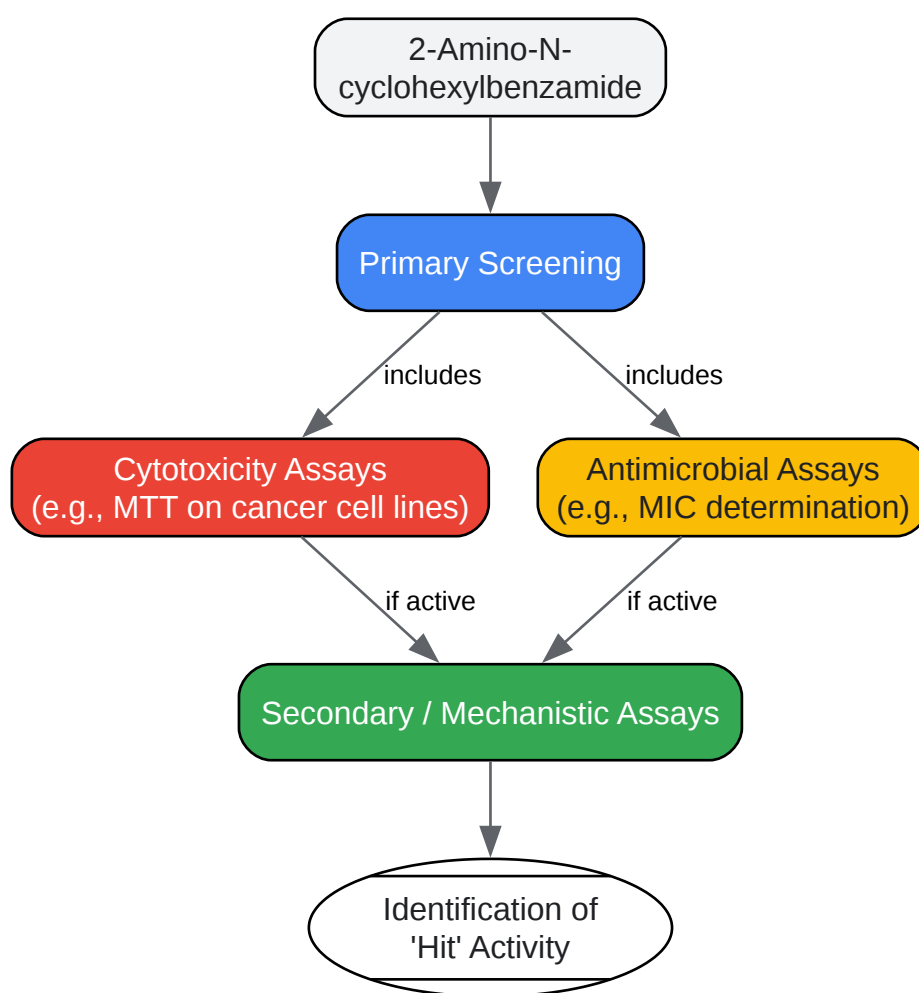 2-Amino-N-
cyclohexylbenzamide
Primary Screening
includes
includes
Cytotoxicity Assays
(e.g., MTT on cancer cell lines)
Antimicrobial Assays
(e.g., MIC determination)
if active
if active
Secondary / Mechanistic Assays
Identification of
'Hit' Activity